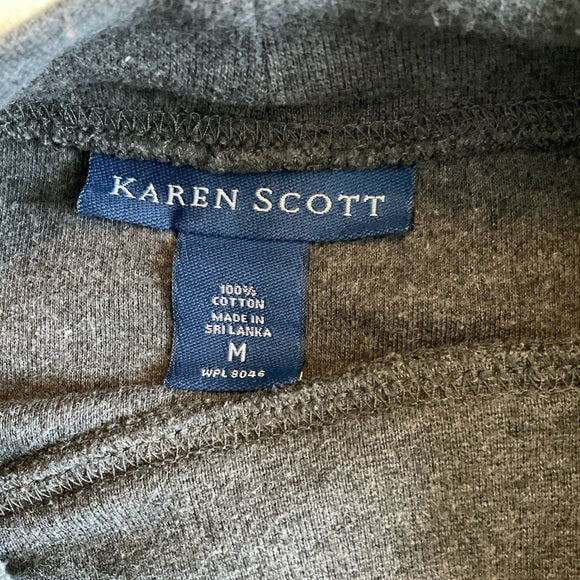 KAREN SCOTT
100%
COTTON
MADE IN
SRI LANKA
M
WPL 8046